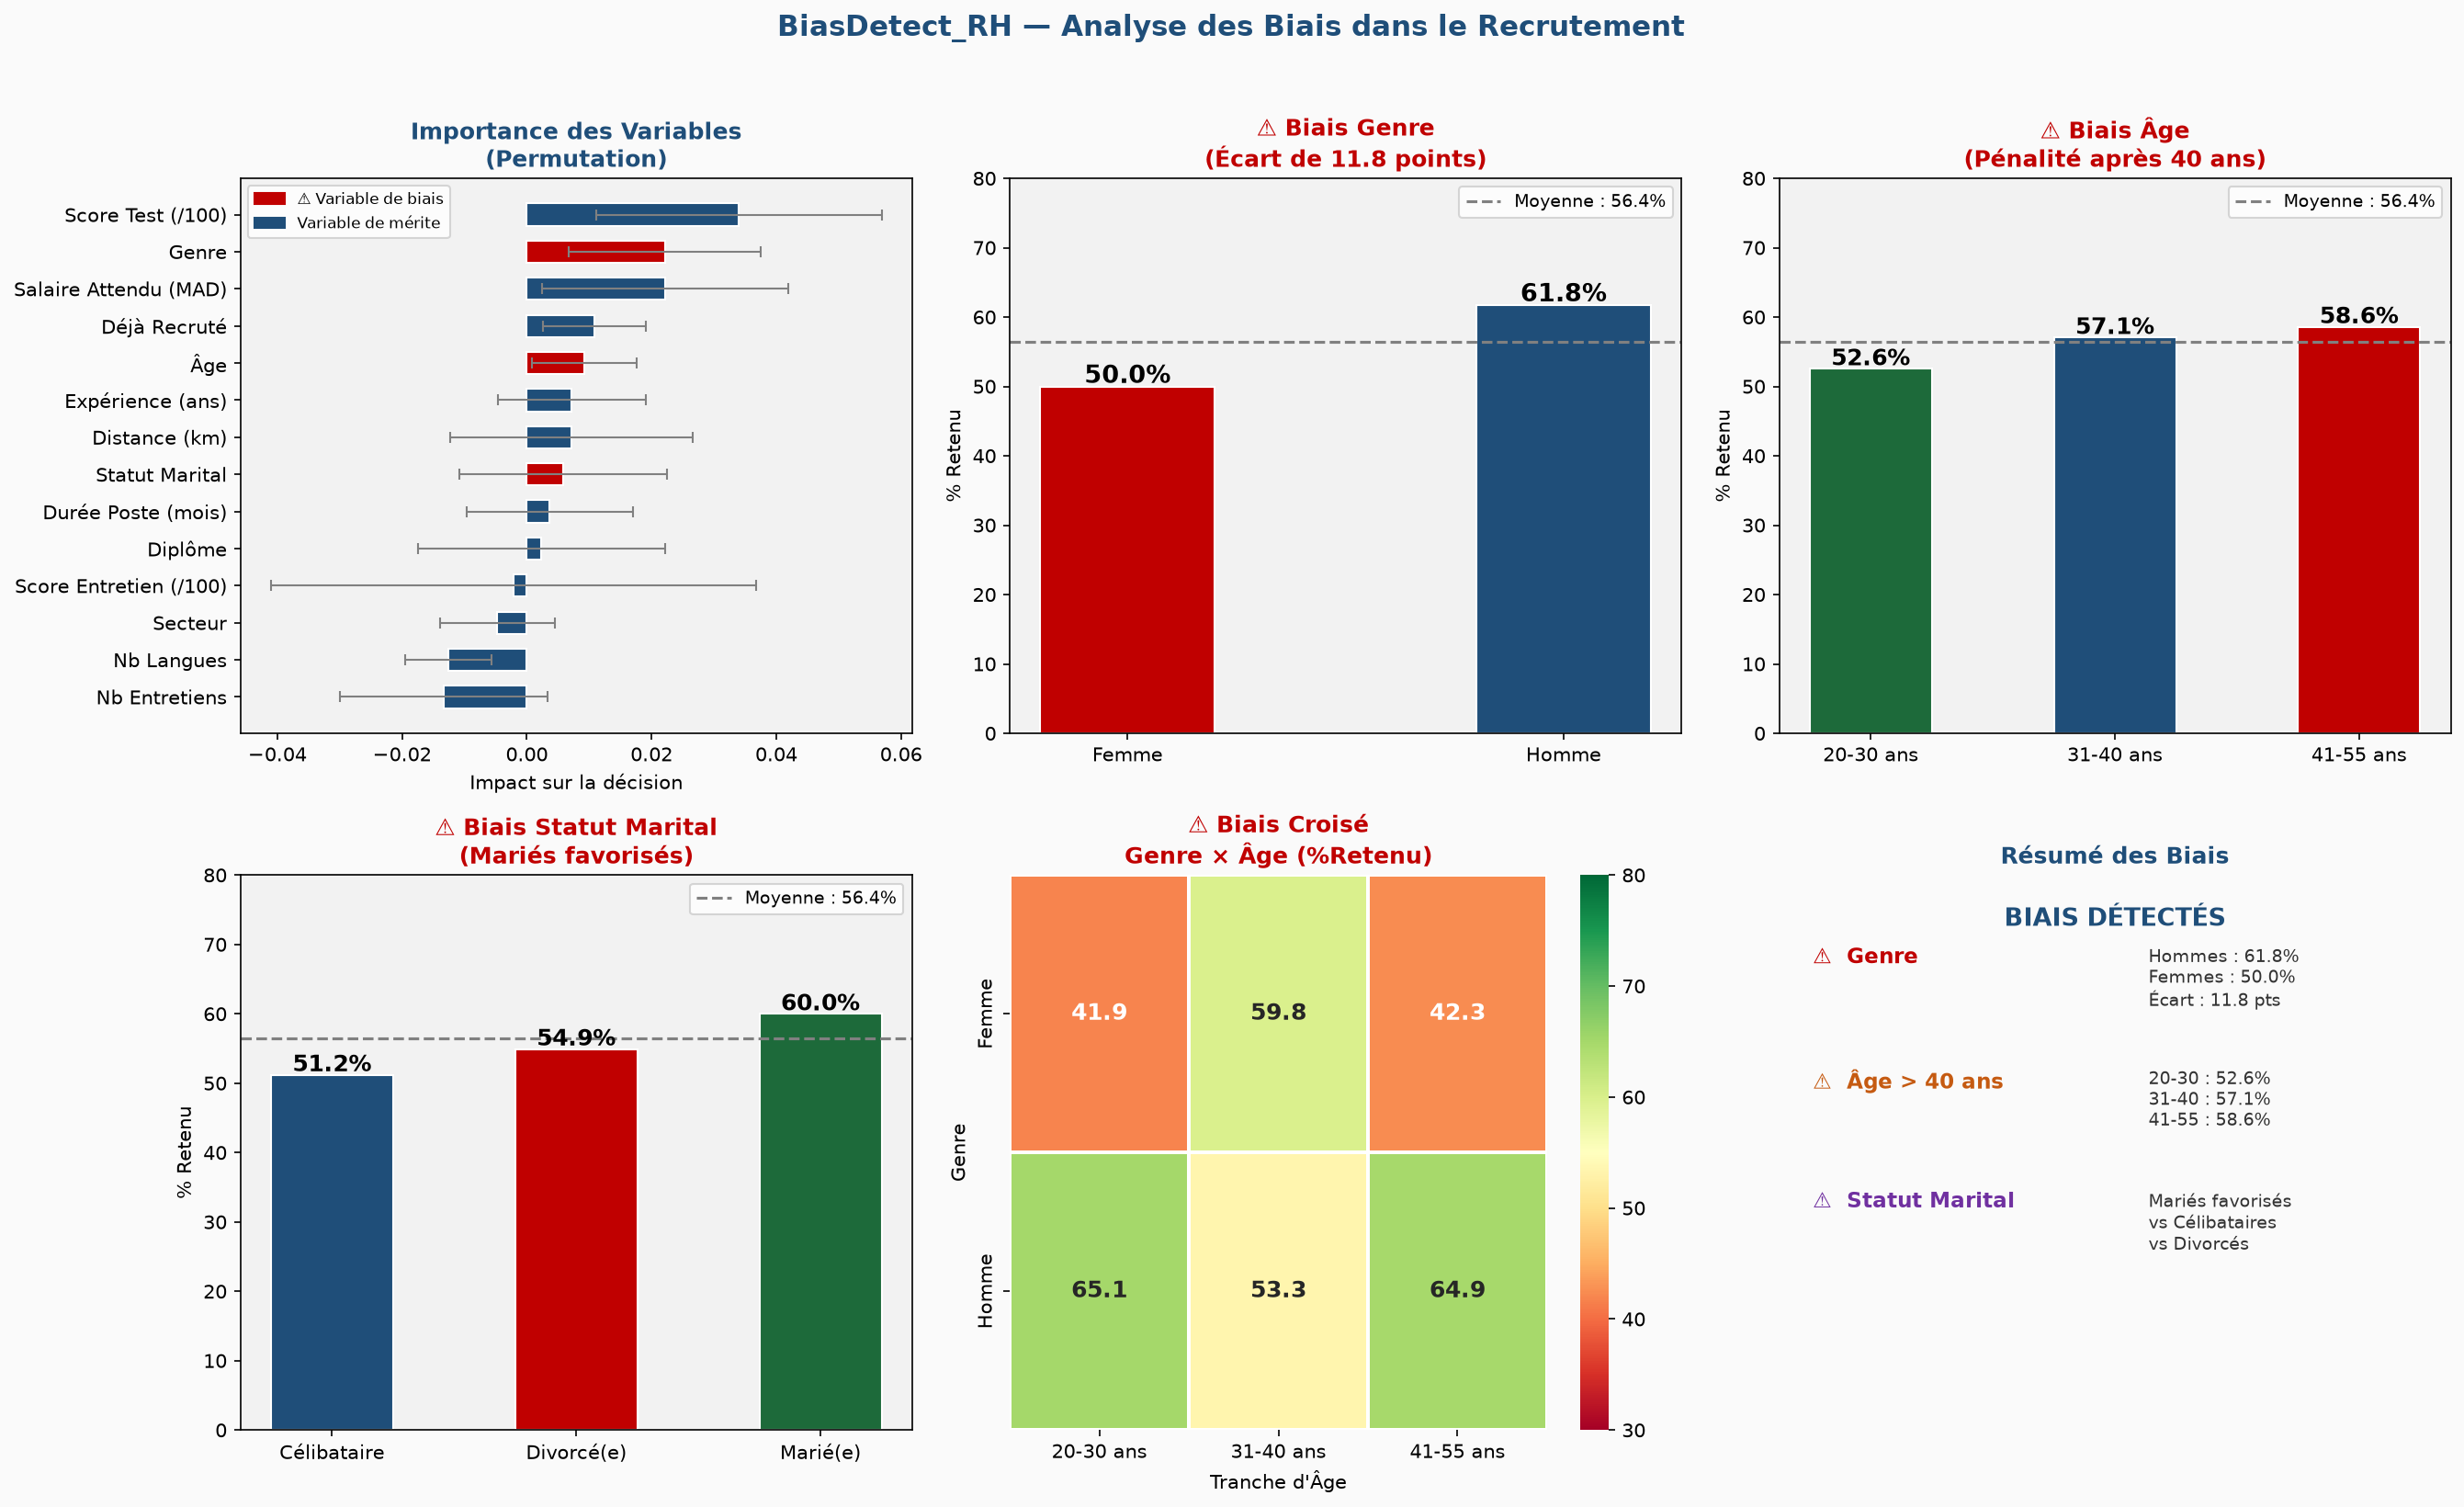 BiasDetect_RH — Analyse des Biais dans le Recrutement
Importance des Variables
(Permutation)
⚠ Variable de biais
Variable de mérite
Score Test (/100)
Genre
Salaire Attendu (MAD)
Déjà Recruté
Âge
Expérience (ans)
Distance (km)
Statut Marital
Durée Poste (mois)
Diplôme
Score Entretien (/100)
Secteur
Nb Langues
Nb Entretiens
−0.04 −0.02 0.00 0.02 0.04 0.06
Impact sur la décision
⚠ Biais Genre
(Écart de 11.8 points)
Moyenne : 56.4%
80
70
60
50
40
30
20
10
0
% Retenu
50.0%
61.8%
Femme Homme
⚠ Biais Âge
(Pénalité après 40 ans)
Moyenne : 56.4%
80
70
60
50
40
30
20
10
0
% Retenu
52.6%
57.1%
58.6%
20-30 ans 31-40 ans 41-55 ans
⚠ Biais Statut Marital
(Mariés favorisés)
Moyenne : 56.4%
80
70
60
50
40
30
20
10
0
% Retenu
51.2%
54.9%
60.0%
Célibataire Divorcé(e) Marié(e)
⚠ Biais Croisé
Genre × Âge (%Retenu)
Genre
Femme
Homme
41.9 59.8 42.3
65.1 53.3 64.9
20-30 ans 31-40 ans 41-55 ans
Tranche d'Âge
80
70
60
50
40
30
Résumé des Biais
BIAIS DÉTECTÉS
⚠ Genre
Hommes : 61.8%
Femmes : 50.0%
Écart : 11.8 pts
⚠ Âge > 40 ans
20-30 : 52.6%
31-40 : 57.1%
41-55 : 58.6%
⚠ Statut Marital
Mariés favorisés
vs Célibataires
vs Divorcés